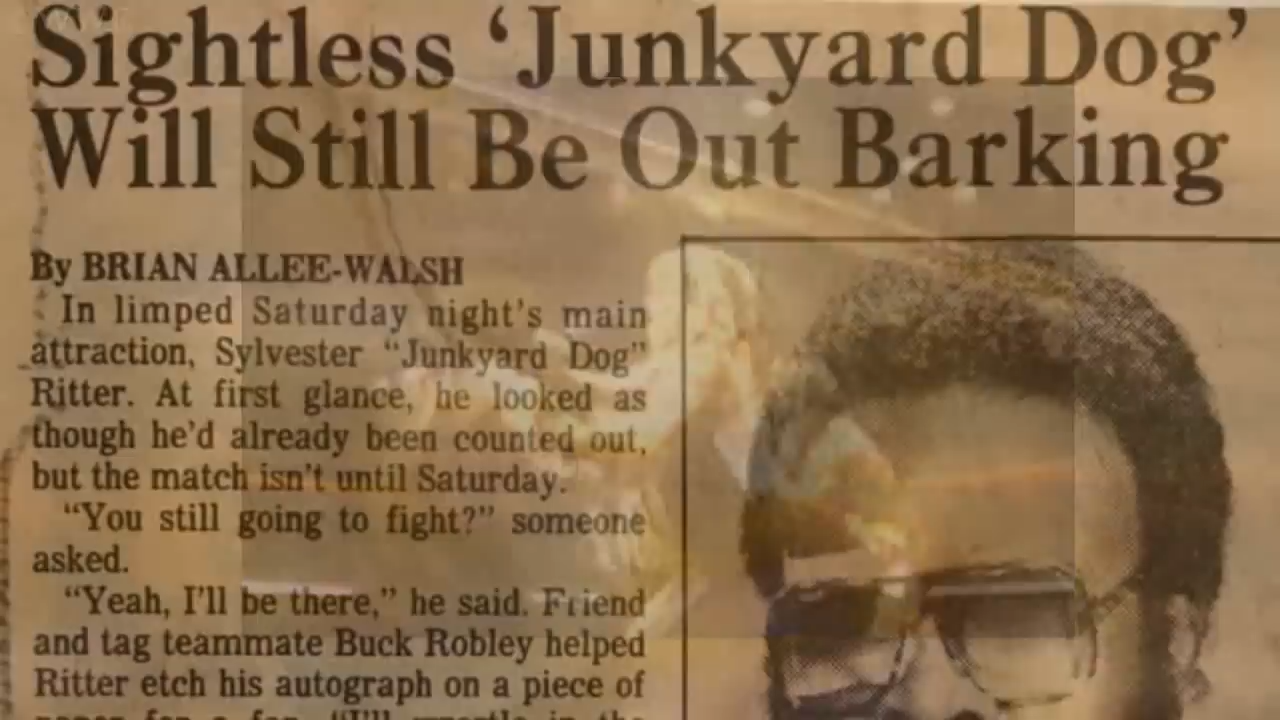 Sightless ‘Junkyard Dog’
Will Still Be Out Barking
By BRIAN ALLEE-WALSH
In limped Saturday night's main
attraction, Sylvester “Junkyard Dog”
Ritter. At first glance, he looked as
though he'd already been counted out,
but the match isn't until Saturday.
“You still going to fight?” someone
asked.
“Yeah, I'll be there,” he said. Friend
and tag teammate Buck Robley helped
Ritter etch his autograph on a piece of